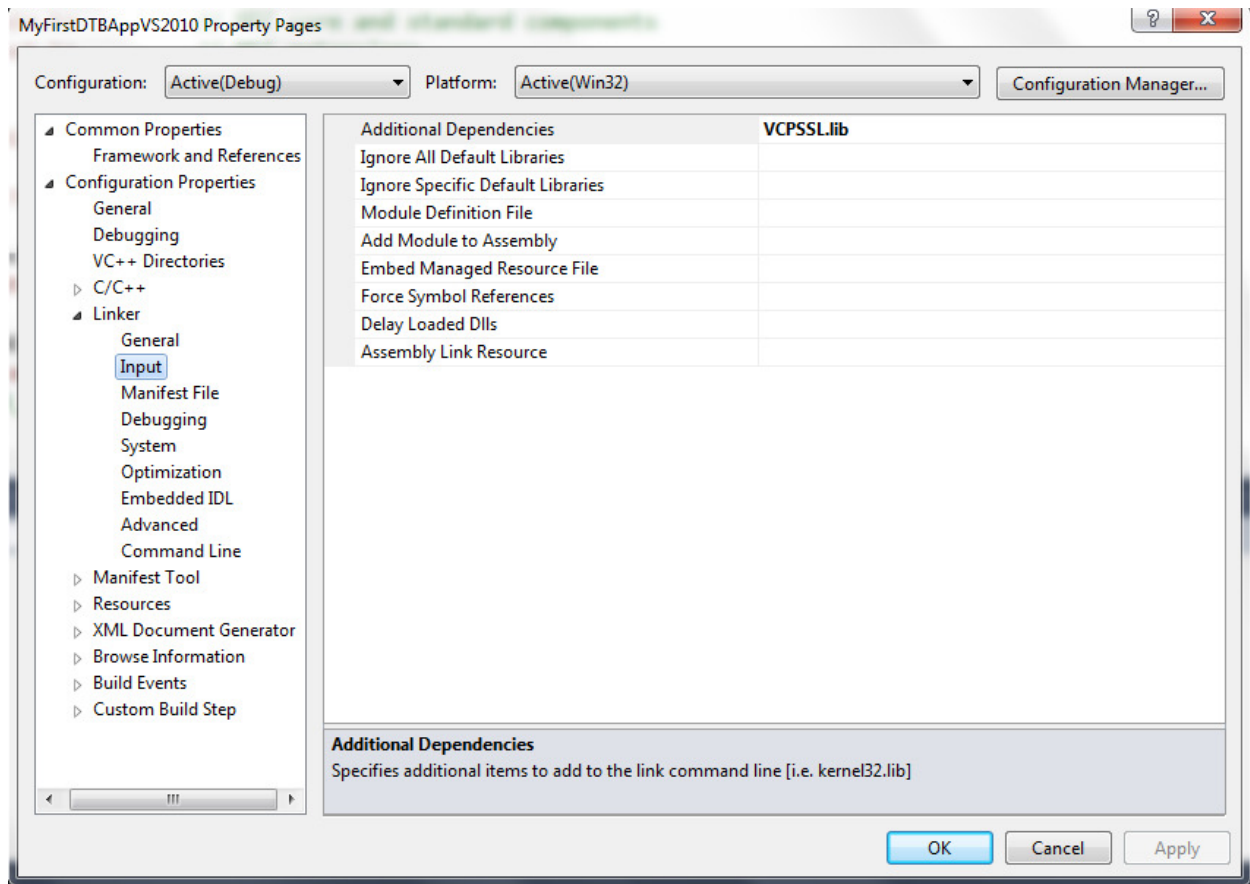 MyFirstDTBAppVS2010 Property Pages
Configuration: Active(Debug) Platform: Active(Win32) Configuration Manager...
Common Properties
Framework and References
Configuration Properties
General
Debugging
VC++ Directories
C/C++
Linker
General
Input
Manifest File
Debugging
System
Optimization
Embedded IDL
Advanced
Command Line
Manifest Tool
Resources
XML Document Generator
Browse Information
Build Events
Custom Build Step
Additional Dependencies VCPSSL.lib
Ignore All Default Libraries
Ignore Specific Default Libraries
Module Definition File
Add Module to Assembly
Embed Managed Resource File
Force Symbol References
Delay Loaded Dlls
Assembly Link Resource
Additional Dependencies
Specifies additional items to add to the link command line [i.e. kernel32.lib]
OK Cancel Apply